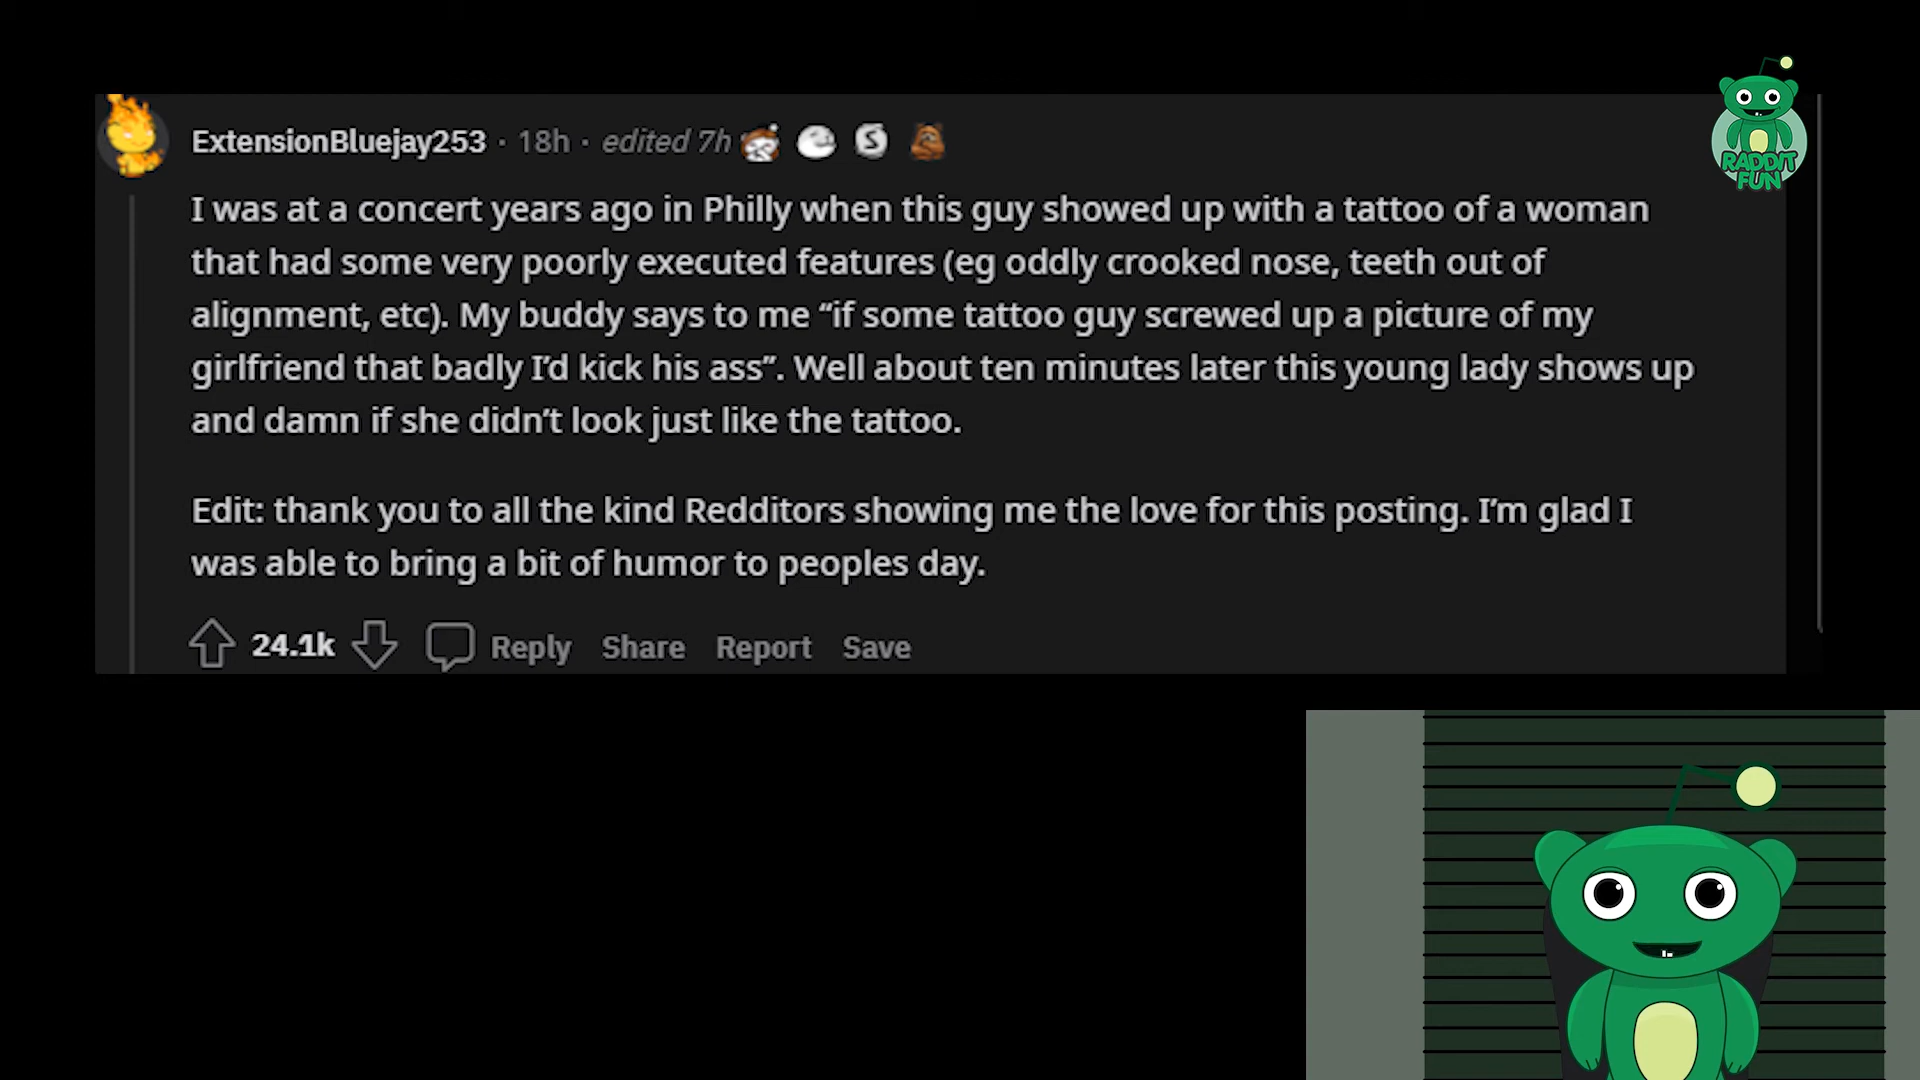 ExtensionBluejay253 · 18h · edited 7h
RADDIT
FUN
I was at a concert years ago in Philly when this guy showed up with a tattoo of a woman
that had some very poorly executed features (eg oddly crooked nose, teeth out of
alignment, etc). My buddy says to me “if some tattoo guy screwed up a picture of my
girlfriend that badly I’d kick his ass”. Well about ten minutes later this young lady shows up
and damn if she didn’t look just like the tattoo.
Edit: thank you to all the kind Redditors showing me the love for this posting. I’m glad I
was able to bring a bit of humor to peoples day.
24.1k Reply Share Report Save